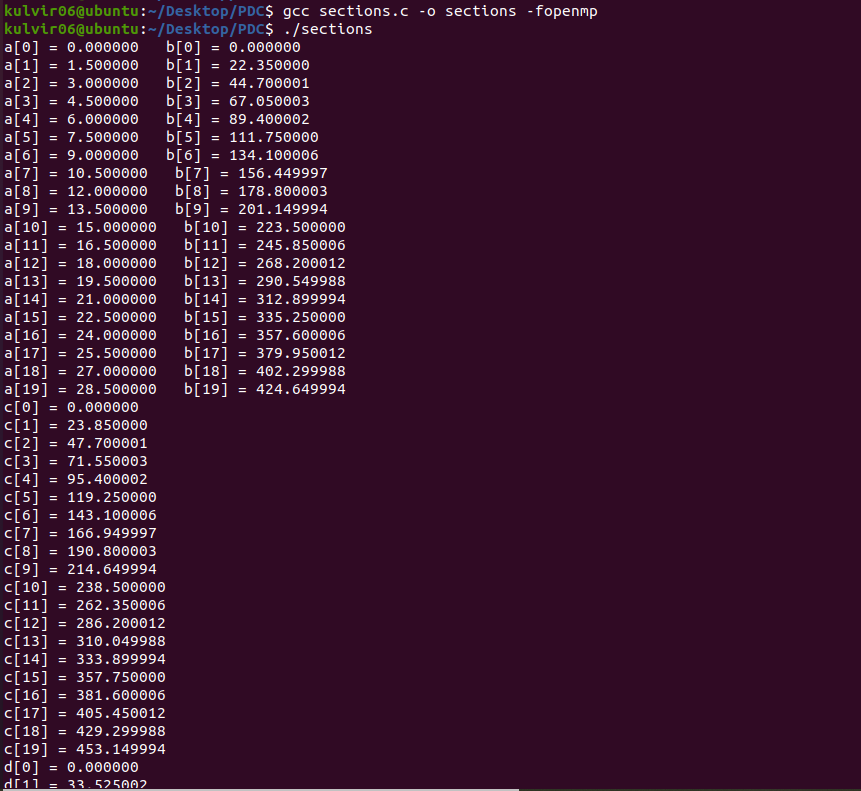 kulvir06@ubuntu:~/Desktop/PDC$ gcc sections.c -o sections -fopenmp
kulvir06@ubuntu:~/Desktop/PDC$ ./sections
a[0] = 0.000000   b[0] = 0.000000
a[1] = 1.500000   b[1] = 22.350000
a[2] = 3.000000   b[2] = 44.700001
a[3] = 4.500000   b[3] = 67.050003
a[4] = 6.000000   b[4] = 89.400002
a[5] = 7.500000   b[5] = 111.750000
a[6] = 9.000000   b[6] = 134.100006
a[7] = 10.500000   b[7] = 156.449997
a[8] = 12.000000   b[8] = 178.800003
a[9] = 13.500000   b[9] = 201.149994
a[10] = 15.000000   b[10] = 223.500000
a[11] = 16.500000   b[11] = 245.850006
a[12] = 18.000000   b[12] = 268.200012
a[13] = 19.500000   b[13] = 290.549988
a[14] = 21.000000   b[14] = 312.899994
a[15] = 22.500000   b[15] = 335.250000
a[16] = 24.000000   b[16] = 357.600006
a[17] = 25.500000   b[17] = 379.950012
a[18] = 27.000000   b[18] = 402.299988
a[19] = 28.500000   b[19] = 424.649994
c[0] = 0.000000
c[1] = 23.850000
c[2] = 47.700001
c[3] = 71.550003
c[4] = 95.400002
c[5] = 119.250000
c[6] = 143.100006
c[7] = 166.949997
c[8] = 190.800003
c[9] = 214.649994
c[10] = 238.500000
c[11] = 262.350006
c[12] = 286.200012
c[13] = 310.049988
c[14] = 333.899994
c[15] = 357.750000
c[16] = 381.600006
c[17] = 405.450012
c[18] = 429.299988
c[19] = 453.149994
d[0] = 0.000000
d[1] = 33.525002